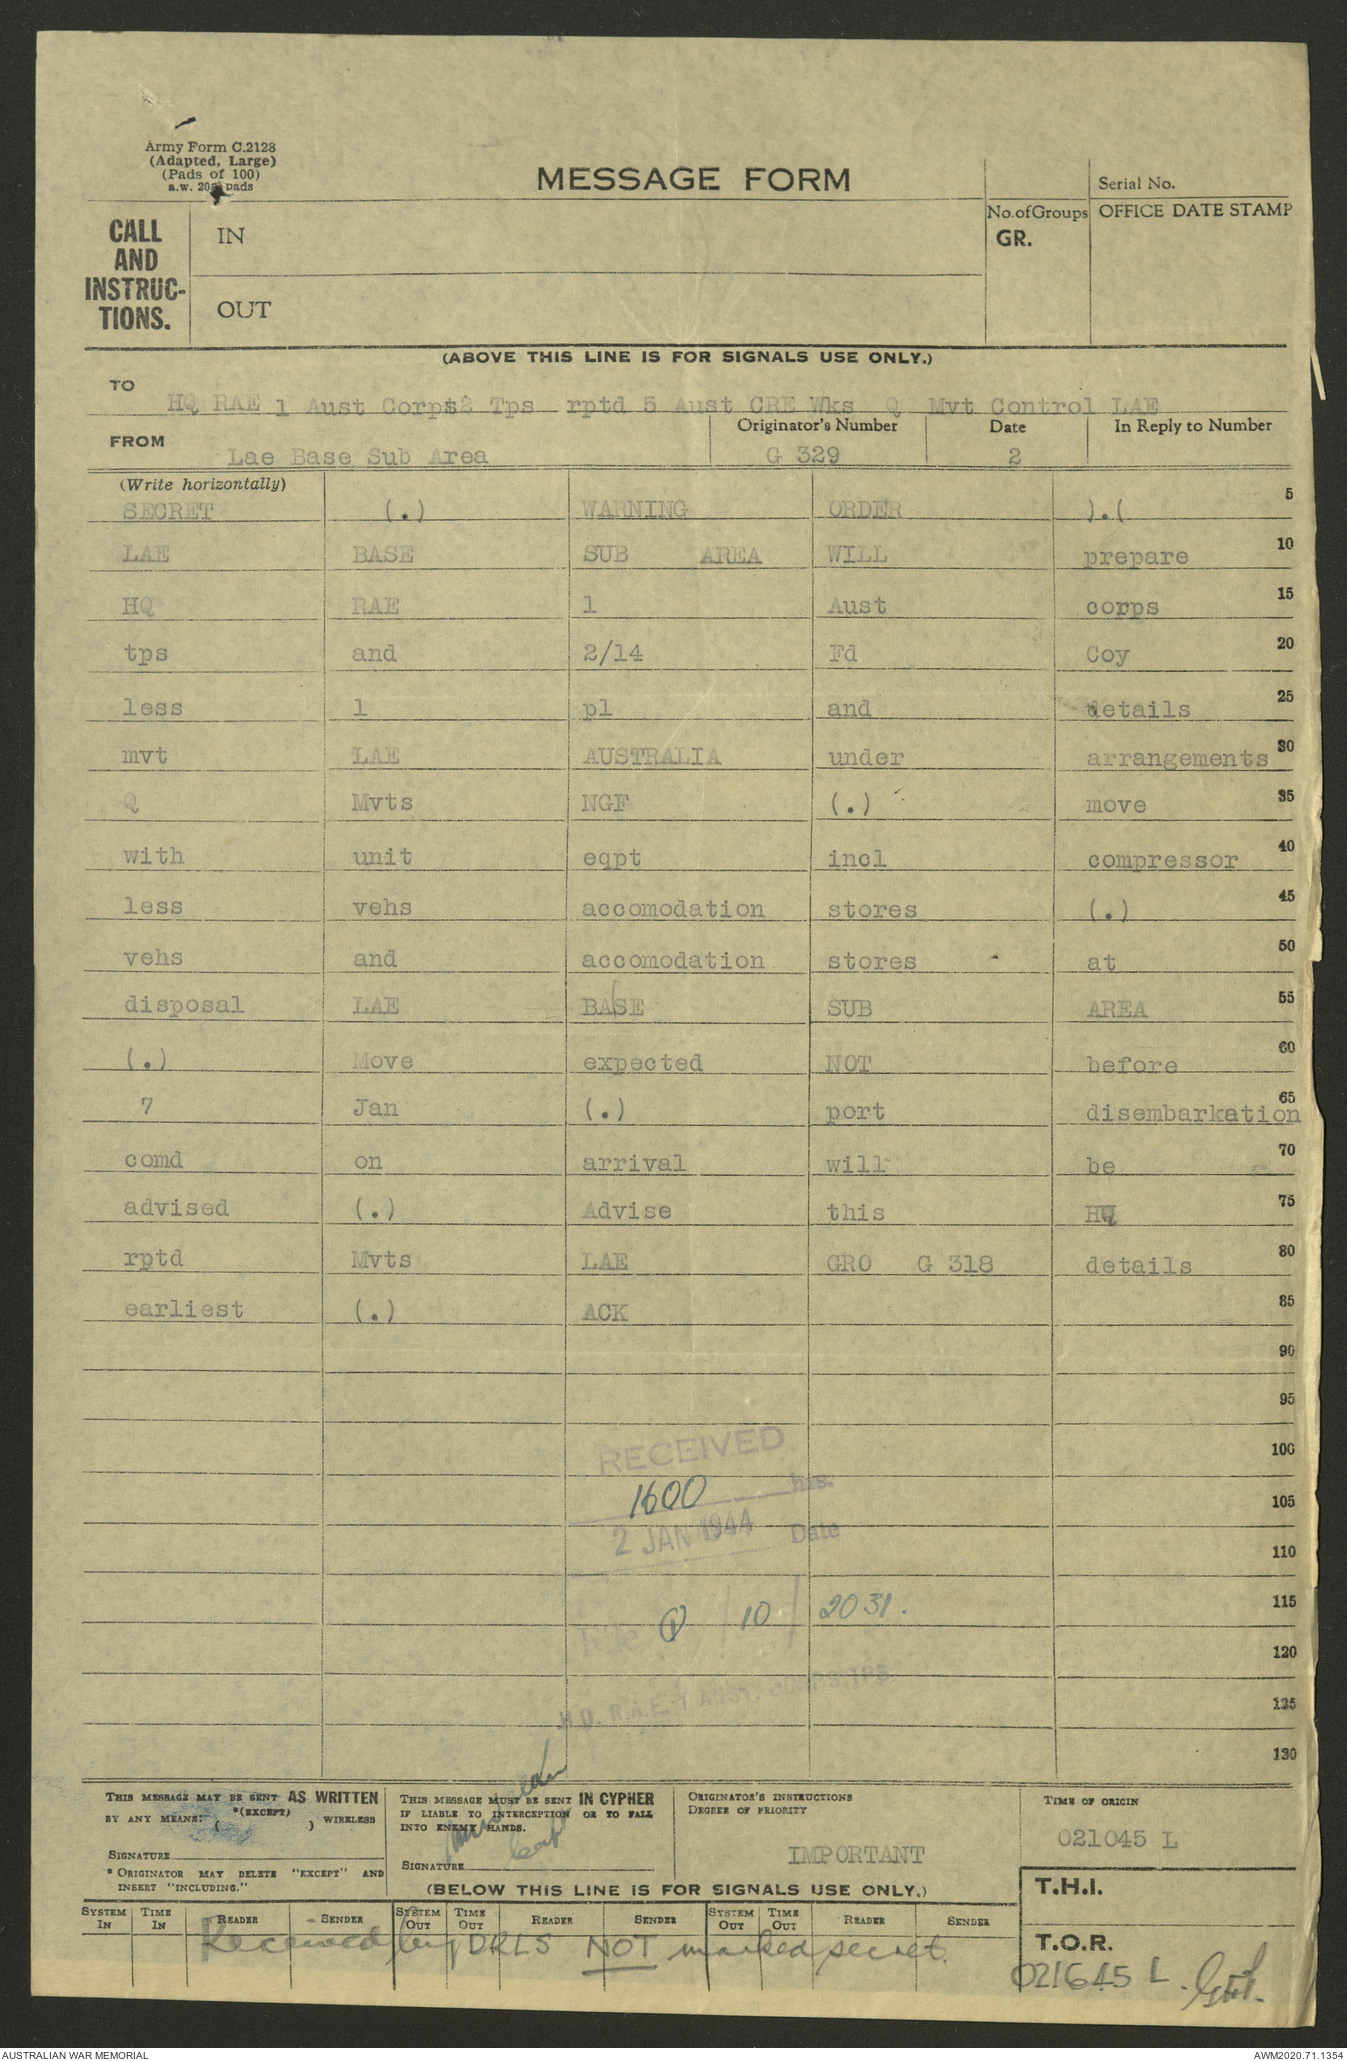 Army Form C.2128
(Adapted, Large)
(Pads of 100)
MESSAGE FORM
Serial No.
No. of Groups
GR.
OFFICE DATE STAMP
CALL
AND
INSTRUC-
TIONS.
IN
OUT
(ABOVE THIS LINE IS FOR SIGNALS USE ONLY.)
TO
HQ RAE 1 Aust Corps Tps rptd 5 Aust CRE Wks Q Mvt Control LAE
FROM
Lae Base Sub Area
Originator's Number
G 329
Date
2
In Reply to Number
(Write horizontally)
SECRET (.) WARNING ORDER ).( 5
LAE BASE SUB AREA WILL prepare 10
HQ RAE 1 Aust corps 15
tps and 2/14 Fd Coy 20
less 1 pl and details 25
mvt LAE AUSTRALIA under arrangements 30
Q Mvts NGF (.) move 35
with unit eqpt incl compressor 40
less vehs accomodation stores (.) 45
vehs and accomodation stores at 50
disposal LAE BASE SUB AREA 55
(.) Move expected NOT before 60
7 Jan (.) port disembarkation 65
comd on arrival will be 70
advised (.) Advise this HQ 75
rptd Mvts LAE GRO G 318 details 80
earliest (.) ACK 85
90
95
RECEIVED 100
1600 hrs. 105
2 JAN 1944 Date 110
10 / 2031. 115
120
H.Q. R.A.E. 1 AUST. CORPS TPS 125
130
THIS MESSAGE MAY BE SENT AS WRITTEN
BY ANY MEANS: *(EXCEPT) ( ) WIRELESS
SIGNATURE
* ORIGINATOR MAY DELETE "EXCEPT" AND
INSERT "INCLUDING."
THIS MESSAGE MUST BE SENT IN CYPHER
IF LIABLE TO INTERCEPTION OR TO FALL
INTO ENEMY HANDS.
Capt
SIGNATURE
ORIGINATOR'S INSTRUCTIONS
DEGREE OF PRIORITY
IMPORTANT
TIME OF ORIGIN
021045 L
(BELOW THIS LINE IS FOR SIGNALS USE ONLY.)
T.H.I.
SYSTEM IN TIME IN READER SENDER SYSTEM OUT TIME OUT READER SENDER SYSTEM OUT TIME OUT READER SENDER
T.O.R.
Received by DRLS NOT marked secret.
021645 L.
AUSTRALIAN WAR MEMORIAL
AWM2020.71.1354